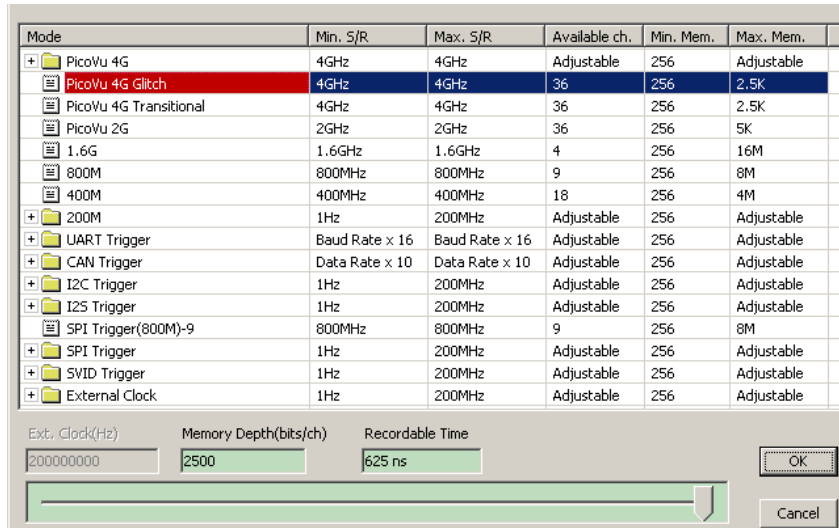 Mode Min. S/R Max. S/R Available ch. Min. Mem. Max. Mem.
PicoVu 4G 4GHz 4GHz Adjustable 256 Adjustable
PicoVu 4G Glitch 4GHz 4GHz 36 256 2.5K
PicoVu 4G Transitional 4GHz 4GHz 36 256 2.5K
PicoVu 2G 2GHz 2GHz 36 256 5K
1.6G 1.6GHz 1.6GHz 4 256 16M
800M 800MHz 800MHz 9 256 8M
400M 400MHz 400MHz 18 256 4M
200M 1Hz 200MHz Adjustable 256 Adjustable
UART Trigger Baud Rate x 16 Baud Rate x 16 Adjustable 256 Adjustable
CAN Trigger Data Rate x 10 Data Rate x 10 Adjustable 256 Adjustable
I2C Trigger 1Hz 200MHz Adjustable 256 Adjustable
I2S Trigger 1Hz 200MHz Adjustable 256 Adjustable
SPI Trigger(800M)-9 800MHz 800MHz 9 256 8M
SPI Trigger 1Hz 200MHz Adjustable 256 Adjustable
SVID Trigger 1Hz 200MHz Adjustable 256 Adjustable
External Clock 1Hz 200MHz Adjustable 256 Adjustable
Ext. Clock(Hz) Memory Depth(bits/ch) Recordable Time
200000000 2500 625 ns OK
Cancel